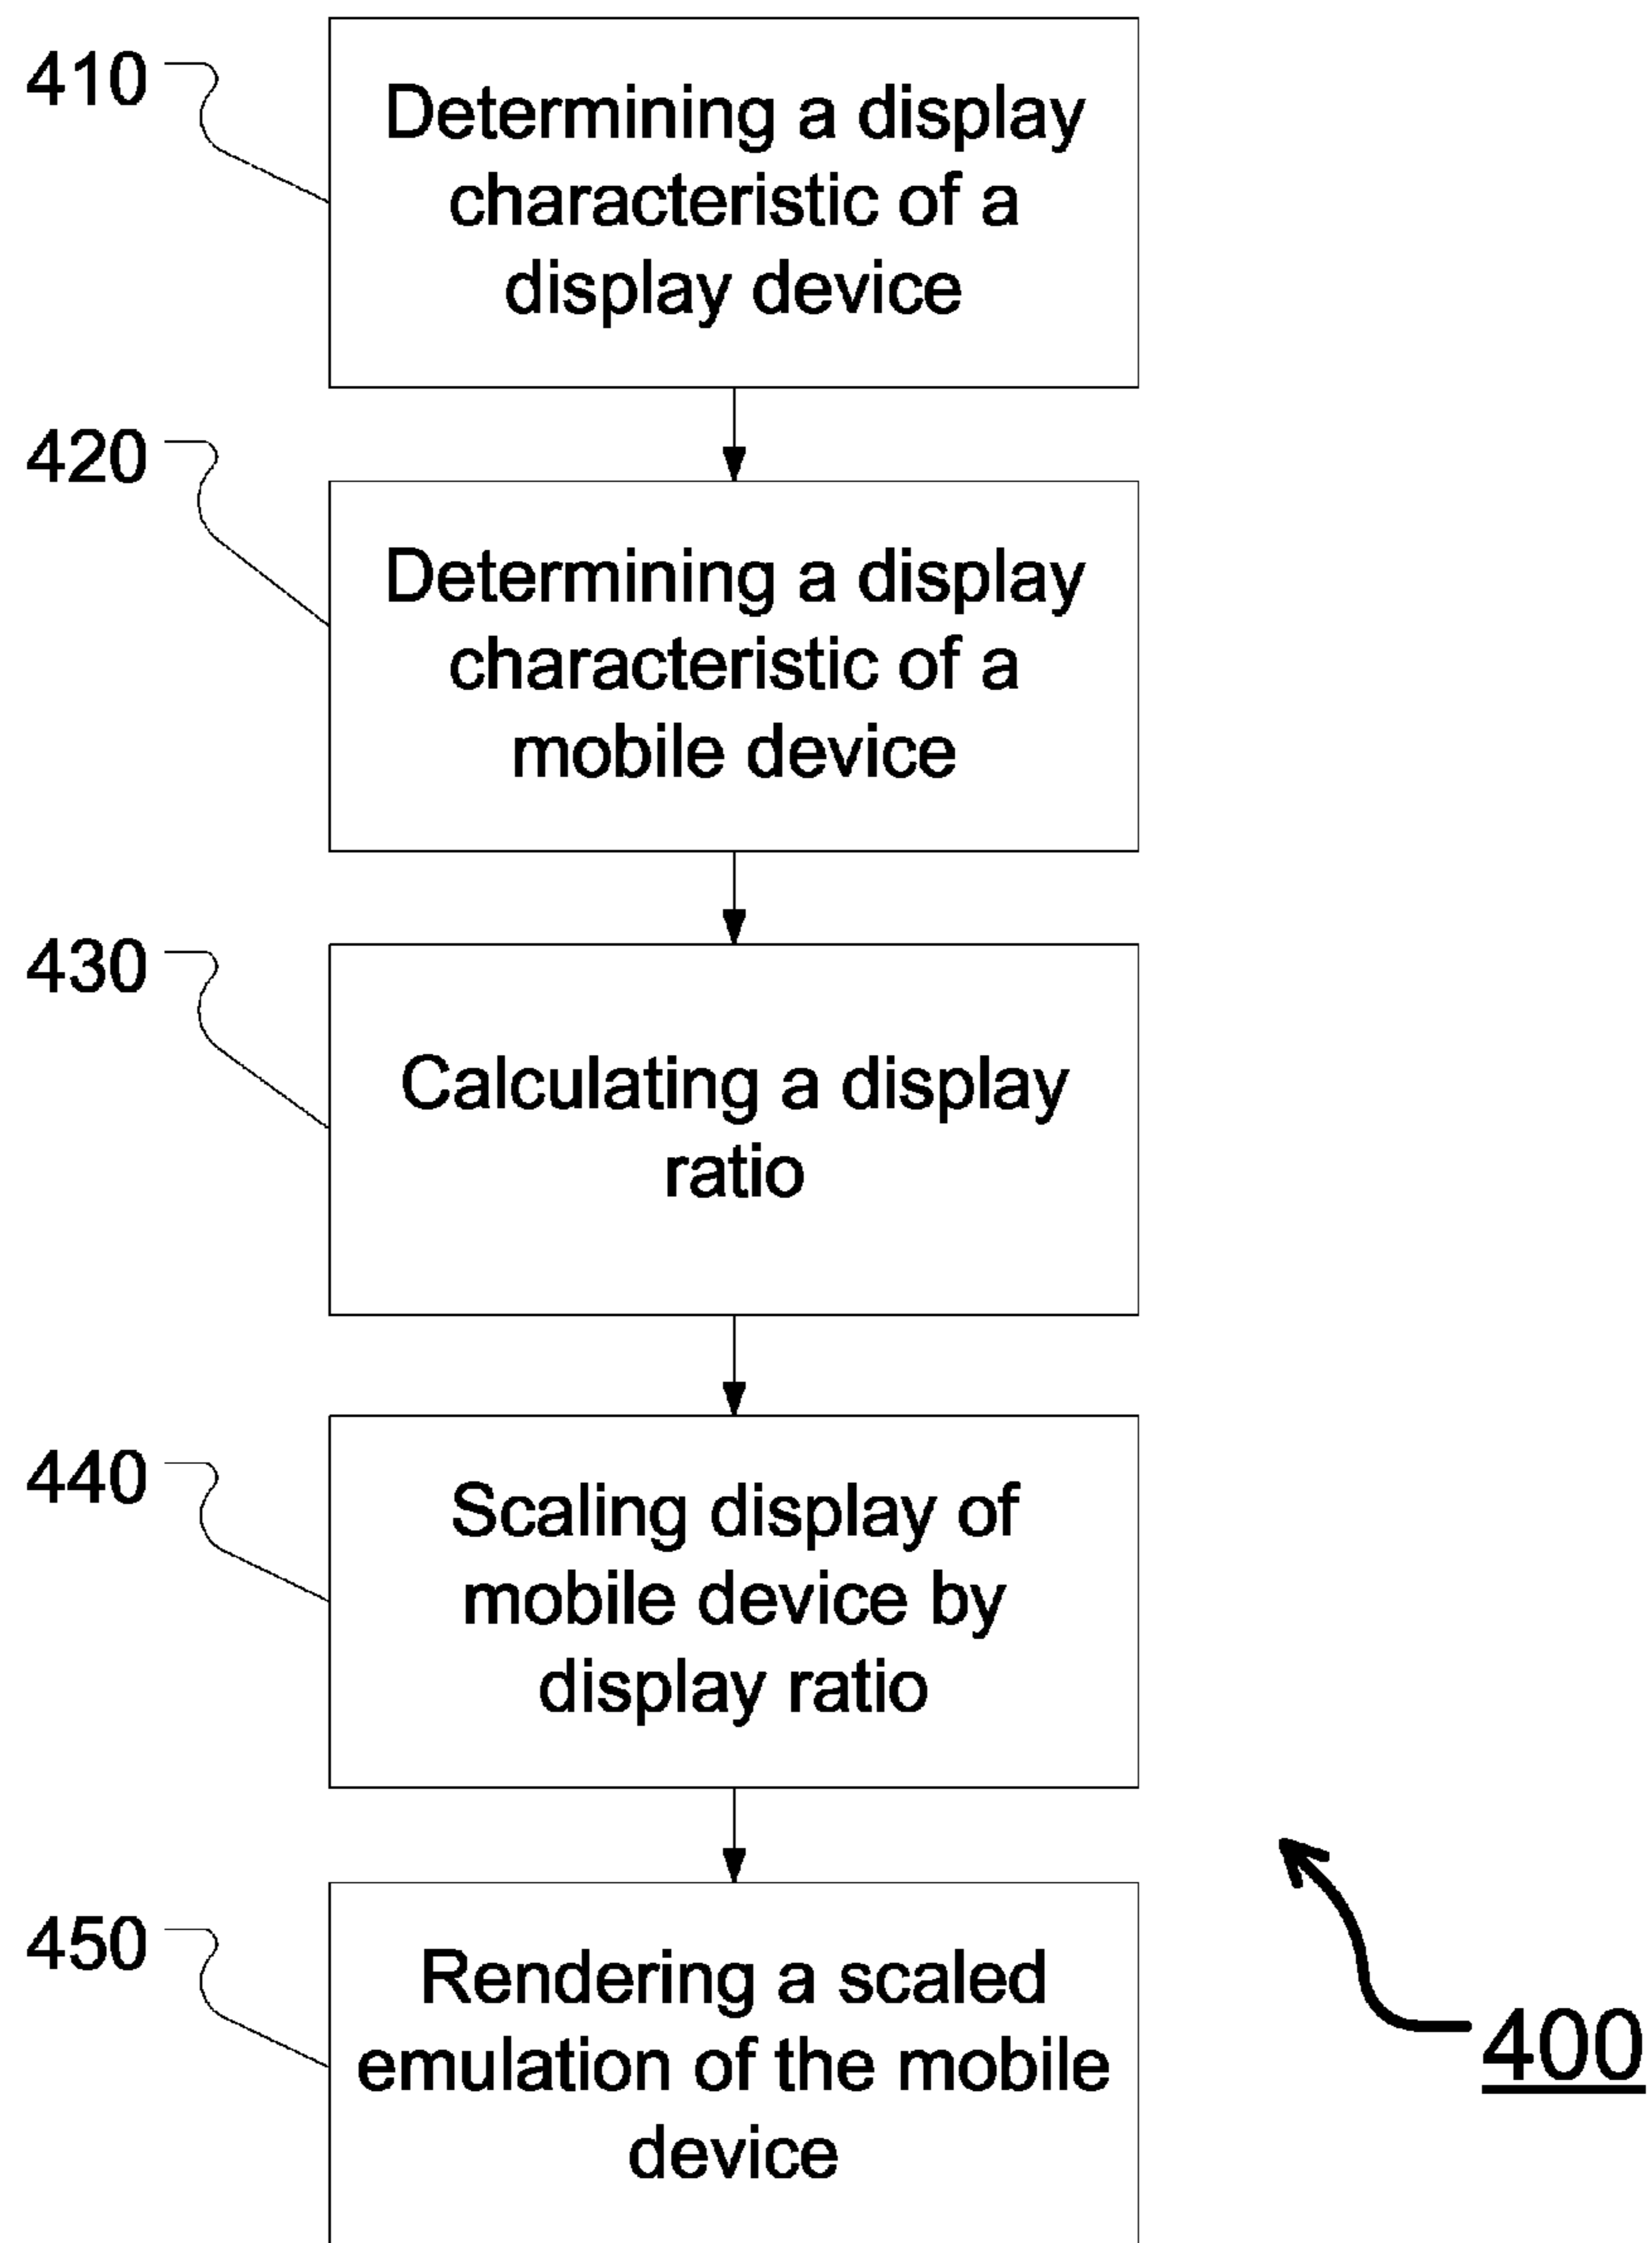 410
Determining a display
characteristic of a
display device
420
Determining a display
characteristic of a
mobile device
430
Calculating a display
ratio
440
Scaling display of
mobile device by
display ratio
450
Rendering a scaled
emulation of the mobile
device
400